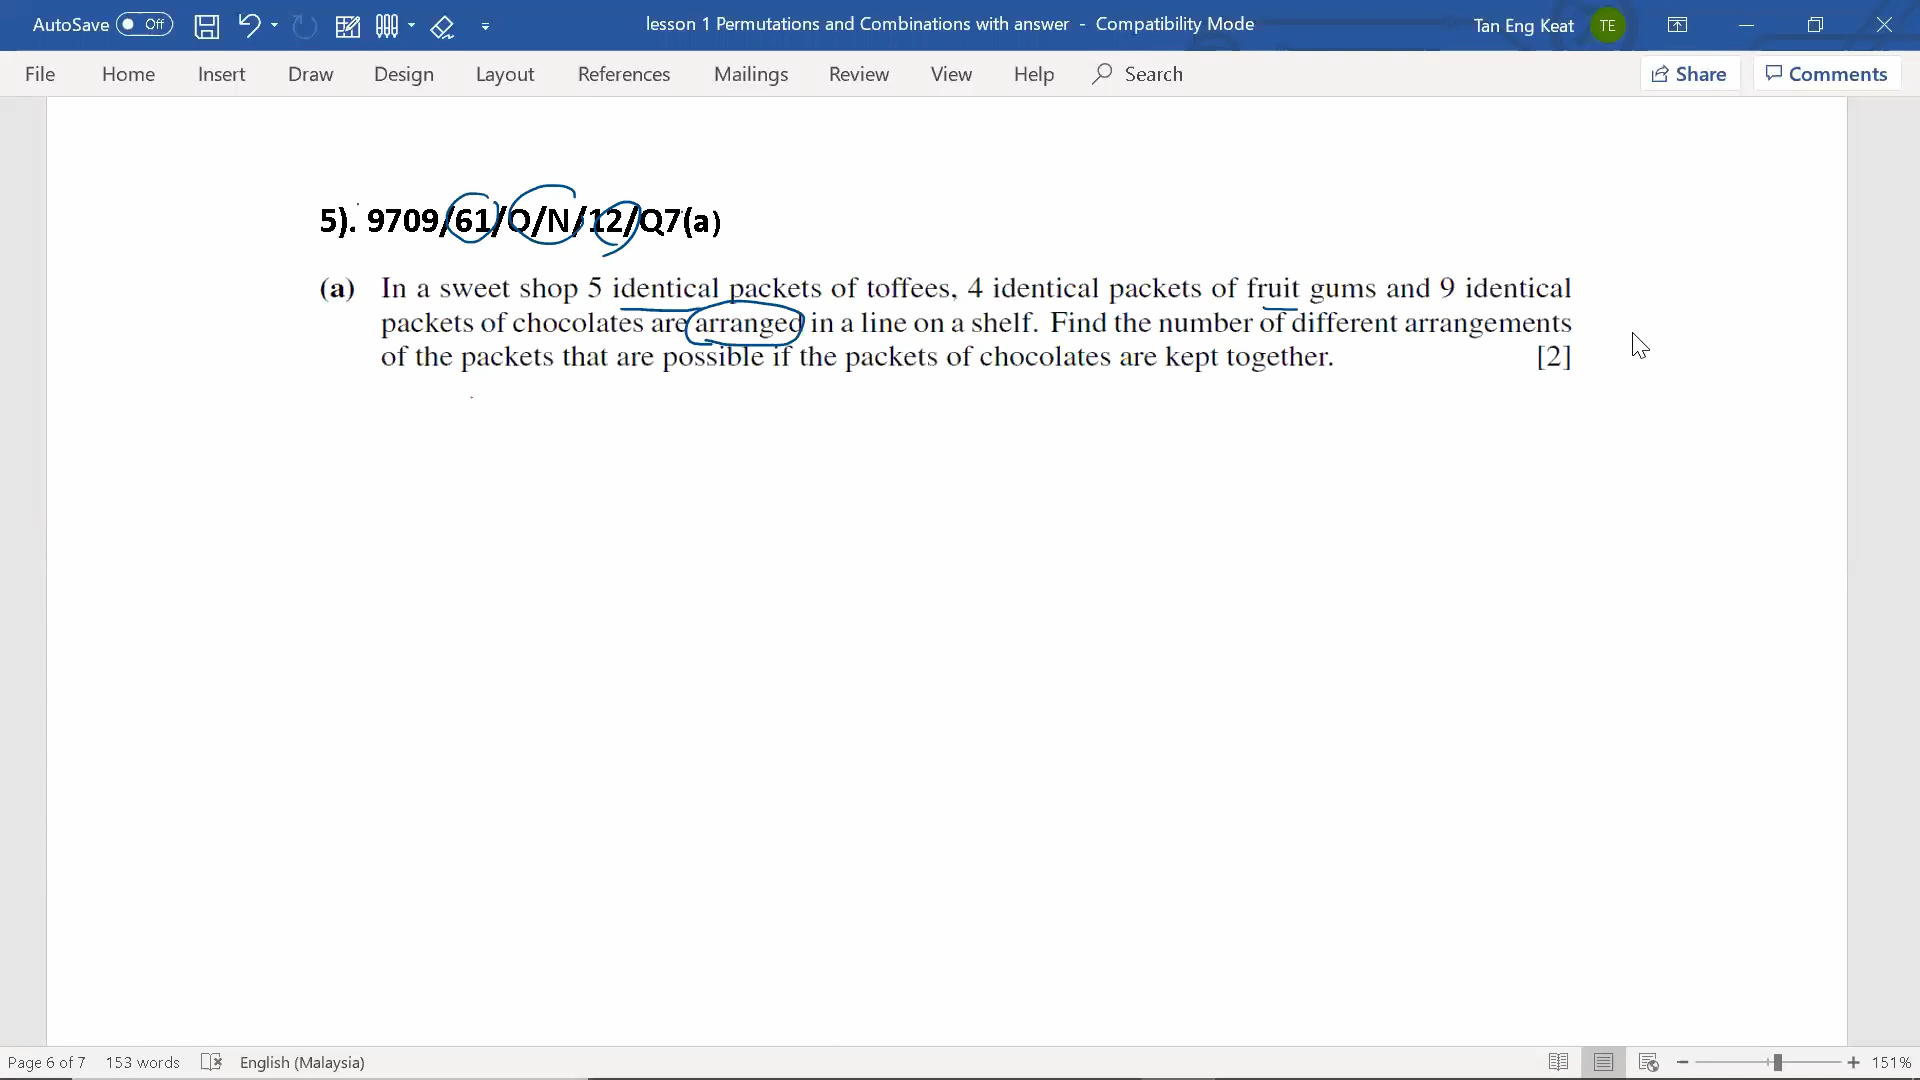 AutoSave Off
lesson 1 Permutations and Combinations with answer - Compatibility Mode
Tan Eng Keat TE
File Home Insert Draw Design Layout References Mailings Review View Help Search Share Comments
5). 9709/61/O/N/12/Q7(a)
(a) In a sweet shop 5 identical packets of toffees, 4 identical packets of fruit gums and 9 identical
packets of chocolates are arranged in a line on a shelf. Find the number of different arrangements
of the packets that are possible if the packets of chocolates are kept together. [2]
Page 6 of 7 153 words English (Malaysia) 151%